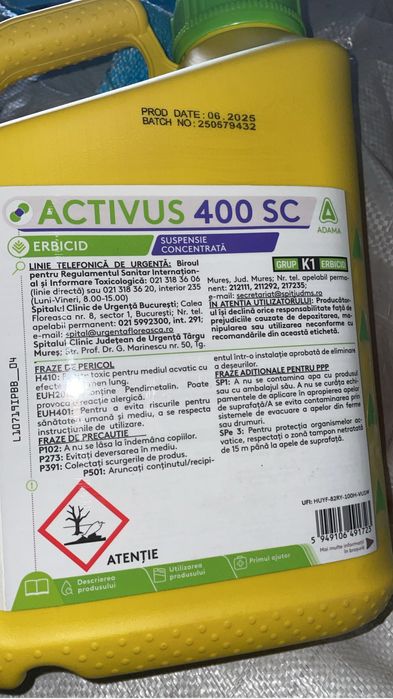 PROD DATE:06.2025
BATCH NO:250579432
ACTIVUS 400 SC
ADAMA
ERBICID
SUSPENSIE
CONCENTRATĂ
GRUP K1 ERBICID
LINIE TELEFONICĂ DE URGENȚĂ: Biroul
pentru Regulamentul Sanitar Internațion-
al și Informare Toxicologică: 021 318 36 06
(linie directă) sau 021 318 36 20, interior 235
(Luni-Vineri, 8.00-15.00)
Spitalul Clinic de Urgență București; Calea
Floreasca nr. 8, sector 1, București; Nr. tel.
apelabil permanent: 021 5992300, int. 291;
e-mail: spital@urgentafloreasca.ro
Spitalul Clinic Județean de Urgență Târgu
Mureș: Str. Prof. Dr. G. Marinescu nr. 50, Tg.
Mureș, Jud. Mureș; Nr. tel. apelabil perma-
nent: 212111, 211292, 217235;
e-mail: secretariat@spitjudms.ro
ÎN ATENȚIA UTILIZATORULUI: Producător-
ul își declină orice responsabilitate față de
prejudiciile cauzate de depozitarea, ma-
nipularea sau utilizarea neconforme cu
recomandările din această etichetă.
FRAZE DE PERICOL
H410: toxic pentru mediul acvatic cu
efecte termen lung.
Conține Pendimetalin. Poate
provoca reacție alergică.
EUH401: Pentru a evita riscurile pentru
sănătatea umană și mediu, a se respecta
instrucțiunile de utilizare.
FRAZE DE PRECAUȚIE
P102: A nu se lăsa la îndemâna copiilor.
P273: Evitați deversarea în mediu.
P391: Colectați scurgerile de produs.
P501: Aruncați conținutul/recipi-
entul într-o instalație aprobată de eliminare
a deșeurilor.
FRAZE ADIȚIONALE PENTRU PPP
SP1: A nu se contamina apa cu produsul
sau cu ambalajul său. A nu se curăța echi-
pamentele de aplicare în apropierea apelor
de suprafață/A se evita contaminarea prin
sistemele de evacuare a apelor din ferme
sau drumuri.
SPe 3: Pentru protecția organismelor ac-
vatice, respectați o zonă tampon netratată
de 15 m până la apele de suprafață.
L10719IPBB_04
ATENȚIE
5 949106 491725
Mai multe informații
în broșură
Descrierea
produsului
Utilizarea
produsului
Primul ajutor